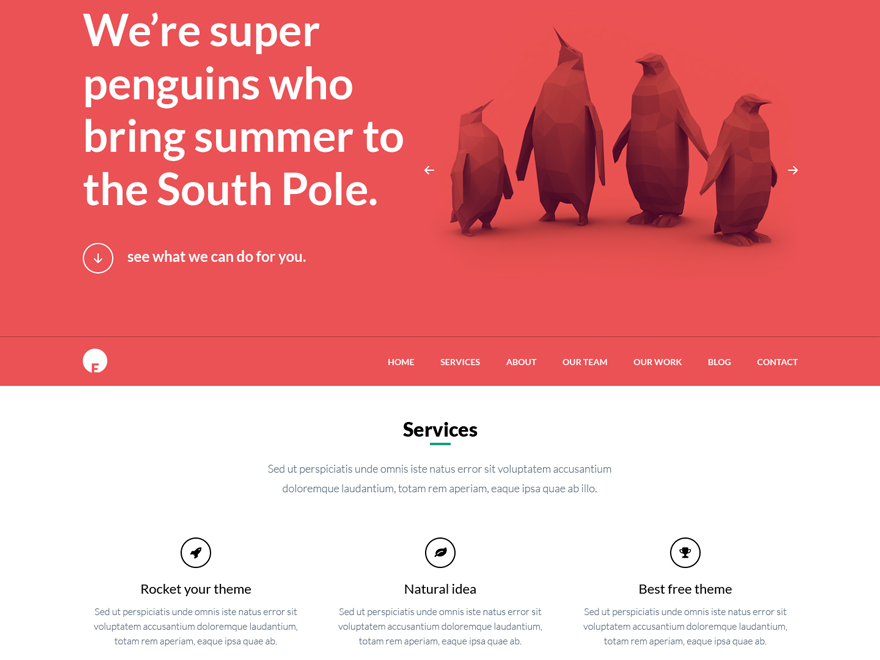 We’re super
penguins who
bring summer to
the South Pole.
see what we can do for you.
F
HOME SERVICES ABOUT OUR TEAM OUR WORK BLOG CONTACT
Services
Sed ut perspiciatis unde omnis iste natus error sit voluptatem accusantium
doloremque laudantium, totam rem aperiam, eaque ipsa quae ab illo.
Rocket your theme
Sed ut perspiciatis unde omnis iste natus error sit
voluptatem accusantium doloremque laudantium,
totam rem aperiam, eaque ipsa quae ab.
Natural idea
Sed ut perspiciatis unde omnis iste natus error sit
voluptatem accusantium doloremque laudantium,
totam rem aperiam, eaque ipsa quae ab.
Best free theme
Sed ut perspiciatis unde omnis iste natus error sit
voluptatem accusantium doloremque laudantium,
totam rem aperiam, eaque ipsa quae ab.